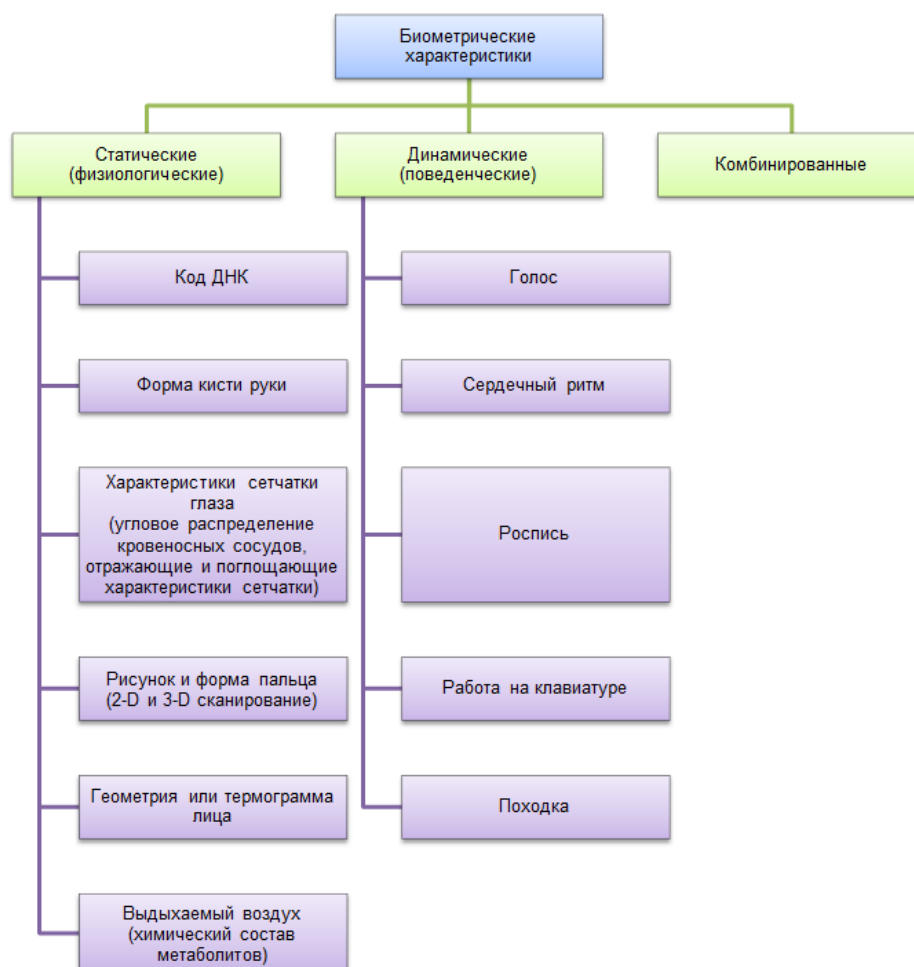 Биометрические
характеристики
Статические
(физиологические)
Динамические
(поведенческие)
Комбинированные
Код ДНК
Голос
Форма кисти руки
Сердечный ритм
Характеристики сетчатки
глаза
(угловое распределение
кровеносных сосудов,
отражающие и поглощающие
характеристики сетчатки)
Роспись
Рисунок и форма пальца
(2-D и 3-D сканирование)
Работа на клавиатуре
Геометрия или термограмма
лица
Походка
Выдыхаемый воздух
(химический состав
метаболитов)